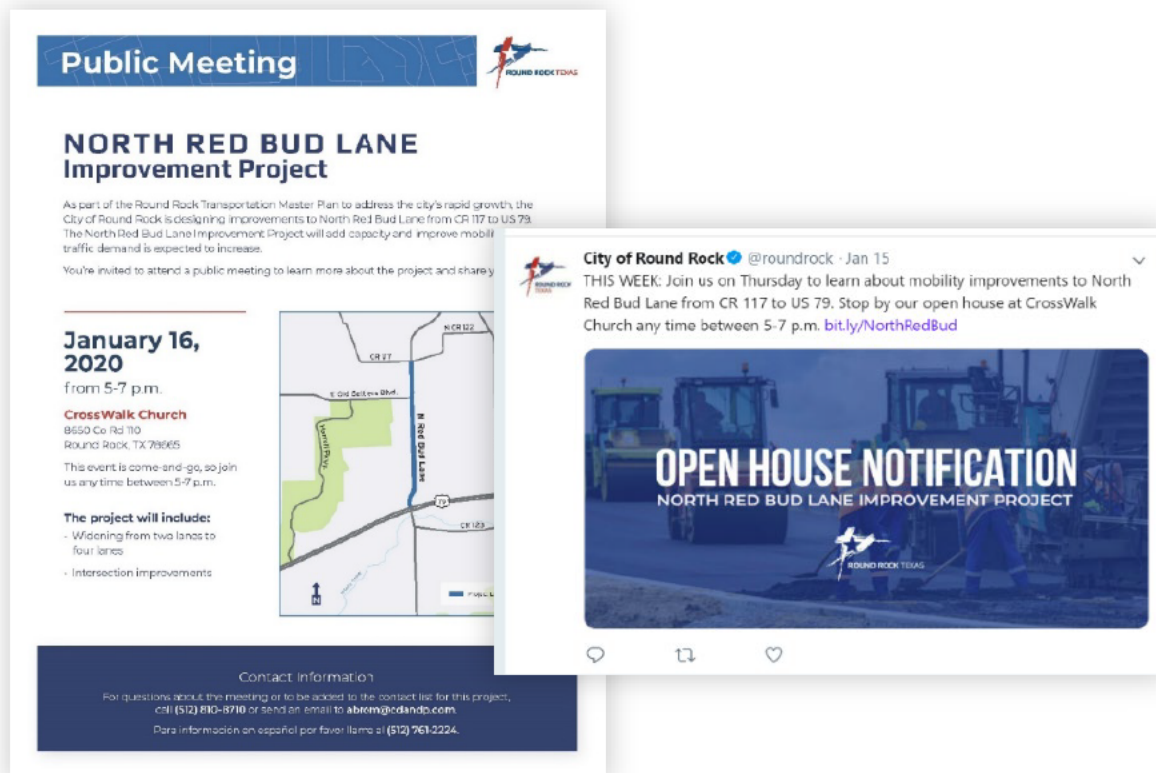 Public Meeting
ROUND ROCK TEXAS
NORTH RED BUD LANE
Improvement Project
As part of the Round Rock Transportation Master Plan to address the city's rapid growth, the
City of Round Rock is designing improvements to North Red Bud Lane from CR 117 to US 79.
The North Red Bud Lane Improvement Project will add capacity and improve
traffic demand is expected to increase.
You're invited to attend a public meeting to learn more about the project and share
January 16,
2020
from 5-7 p.m.
CrossWalk Church
8650 Co Rd 110
Round Rock, TX 78665
This event is come-and-go, so join
us any time between 5-7 p.m.
The project will include:
- Widening from two lanes to
four lanes
- Intersection improvements
N CR 122
CR 117
N Red Bud Lane
79
CR 123
N
City of Round Rock @roundrock · Jan 15
THIS WEEK: Join us on Thursday to learn about mobility improvements to North
Red Bud Lane from CR 117 to US 79. Stop by our open house at CrossWalk
Church any time between 5-7 p.m. bit.ly/NorthRedBud
ROUND ROCK
TEXAS
OPEN HOUSE NOTIFICATION
NORTH RED BUD LANE IMPROVEMENT PROJECT
ROUND ROCK TEXAS
Contact Information
For questions about the meeting or to be added to the contact list for this project,
call (512) 810-8710 or send an email to abrom@cdandp.com.
Para información en español por favor llame al (512) 761-2224.